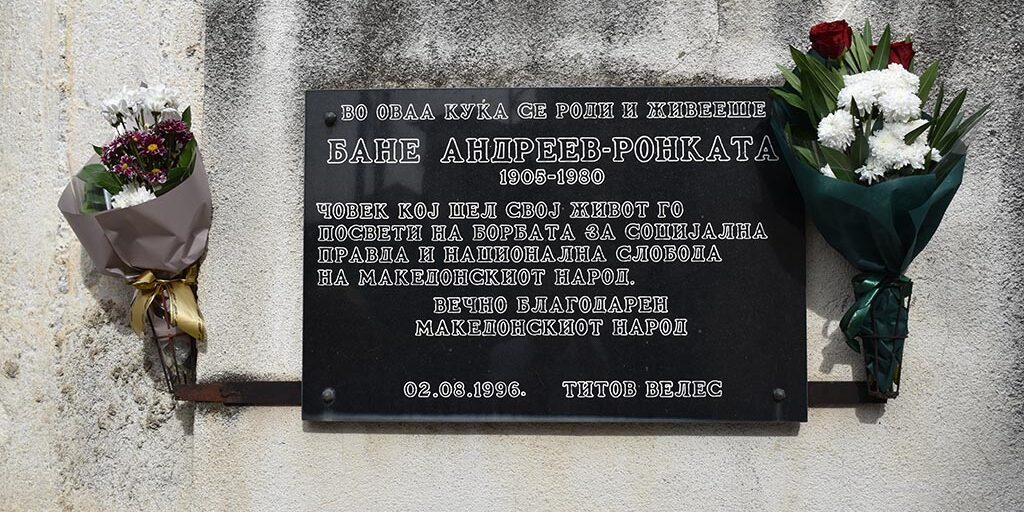 ВО ОВАА КУЌА СЕ РОДИ И ЖИВЕЕШЕ
БАНЕ АНДРЕЕВ-РОНКАТА
1905-1980
ЧОВЕК КОЈ ЦЕЛ СВОЈ ЖИВОТ ГО
ПОСВЕТИ НА БОРБАТА ЗА СОЦИЈАЛНА
ПРАВДА И НАЦИОНАЛНА СЛОБОДА
НА МАКЕДОНСКИОТ НАРОД.
ВЕЧНО БЛАГОДАРЕН
МАКЕДОНСКИОТ НАРОД
02.08.1996. ТИТОВ ВЕЛЕС